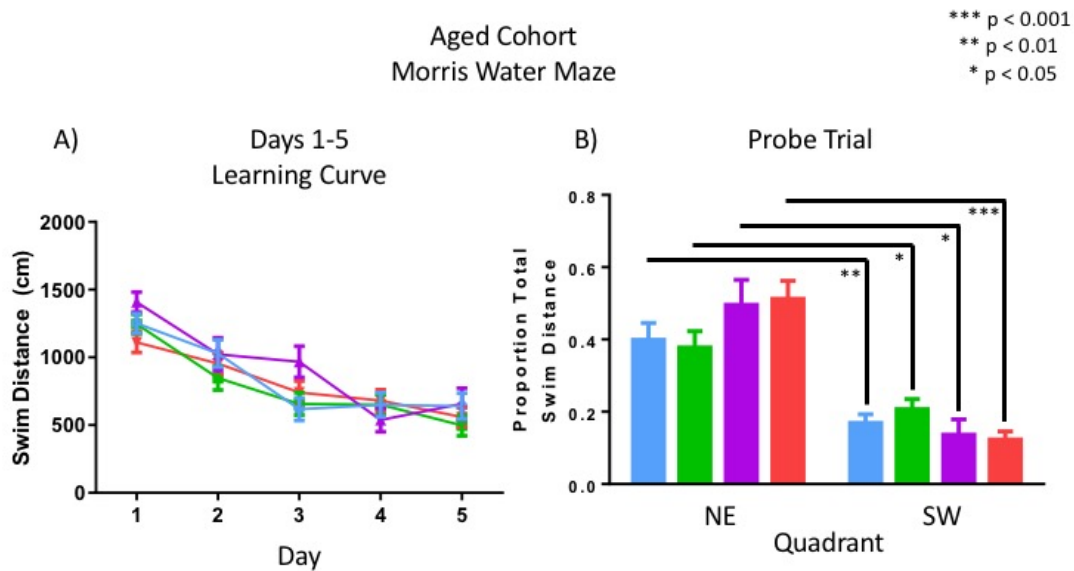 Aged Cohort
Morris Water Maze
*** p < 0.001
** p < 0.01
* p < 0.05
A)
Days 1-5
Learning Curve
Swim Distance (cm)
2000
1500
1000
500
0
1 2 3 4 5
Day
B)
Probe Trial
Proportion Total
Swim Distance
0.8
0.6
0.4
0.2
0.0
***
*
*
**
NE SW
Quadrant